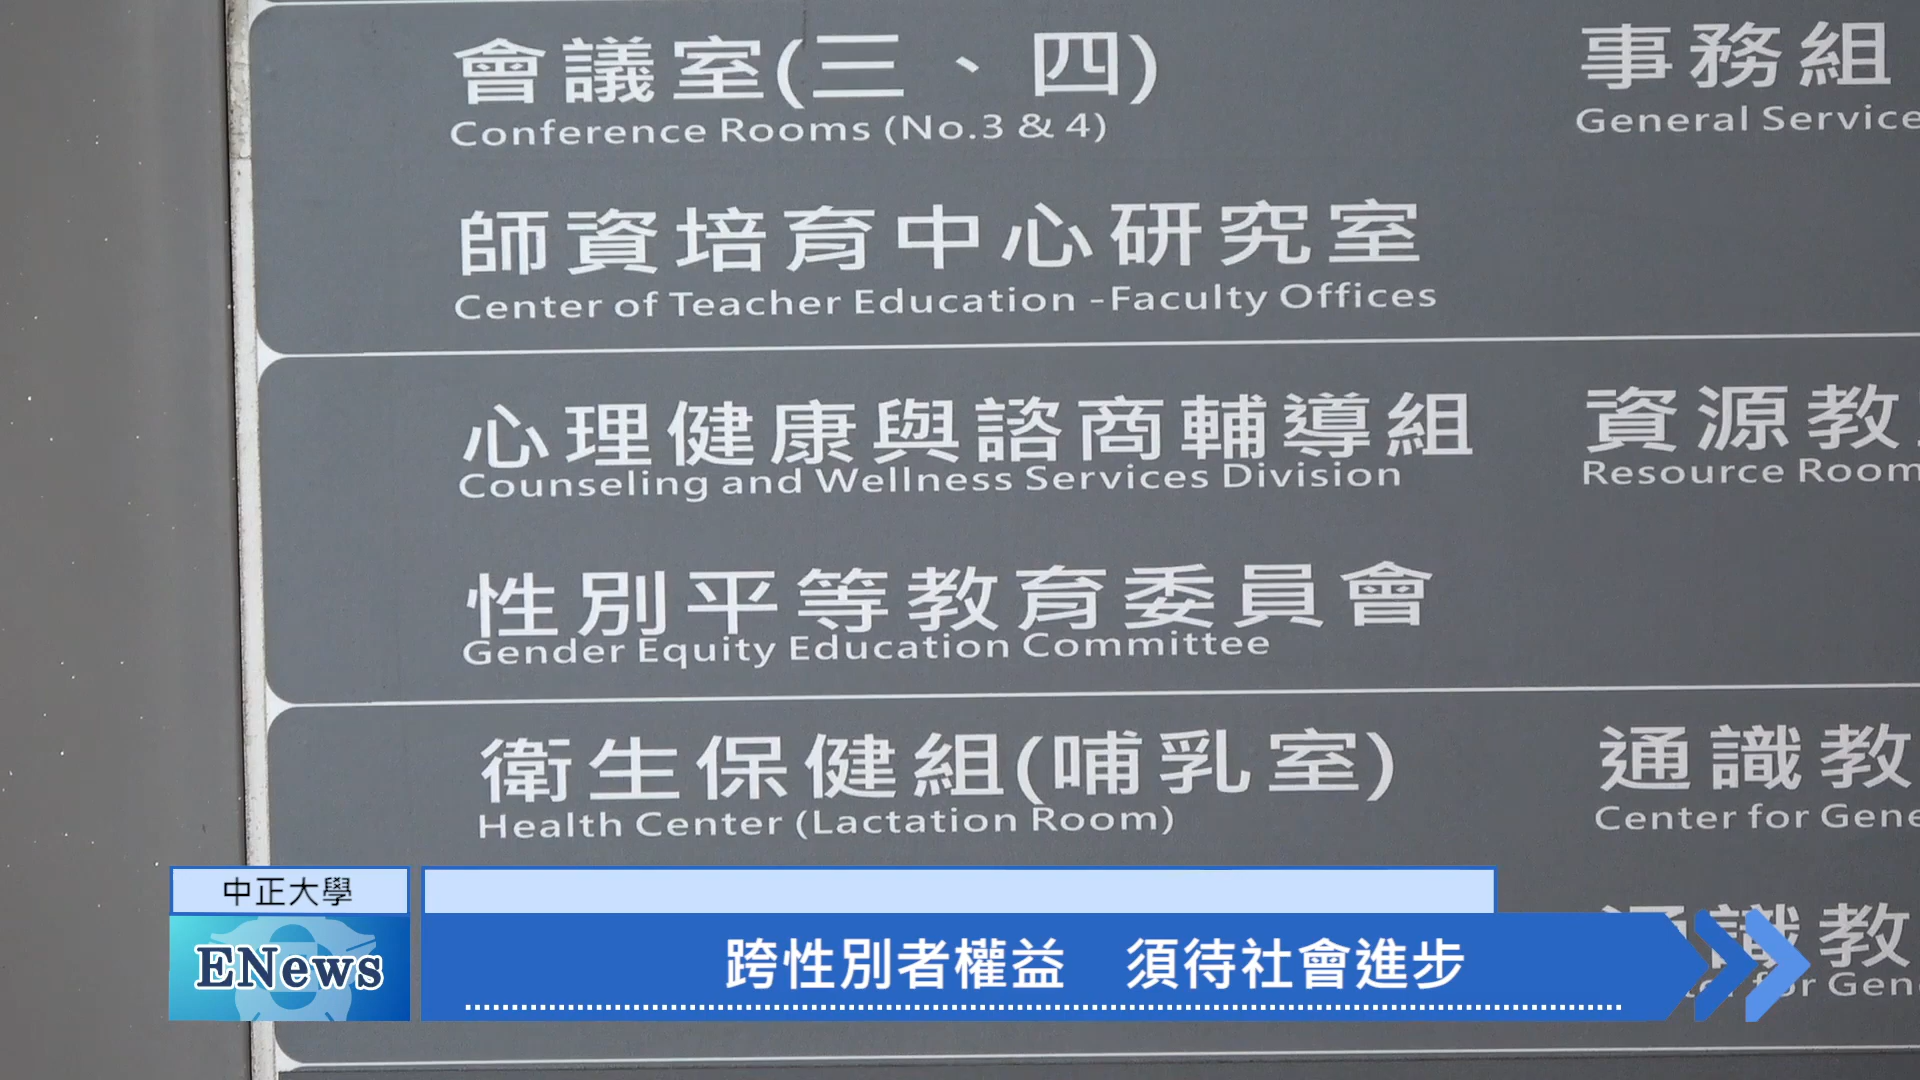 會議室(三、四)
事務組
Conference Rooms (No.3 & 4)
General Service
師資培育中心研究室
Center of Teacher Education -Faculty Offices
心理健康與諮商輔導組
資源教
Counseling and Wellness Services Division
Resource Room
性別平等教育委員會
Gender Equity Education Committee
衛生保健組(哺乳室)
通識教
Health Center (Lactation Room)
Center for Gene
中正大學
ENews
跨性別者權益　須待社會進步
通識教
for Gen